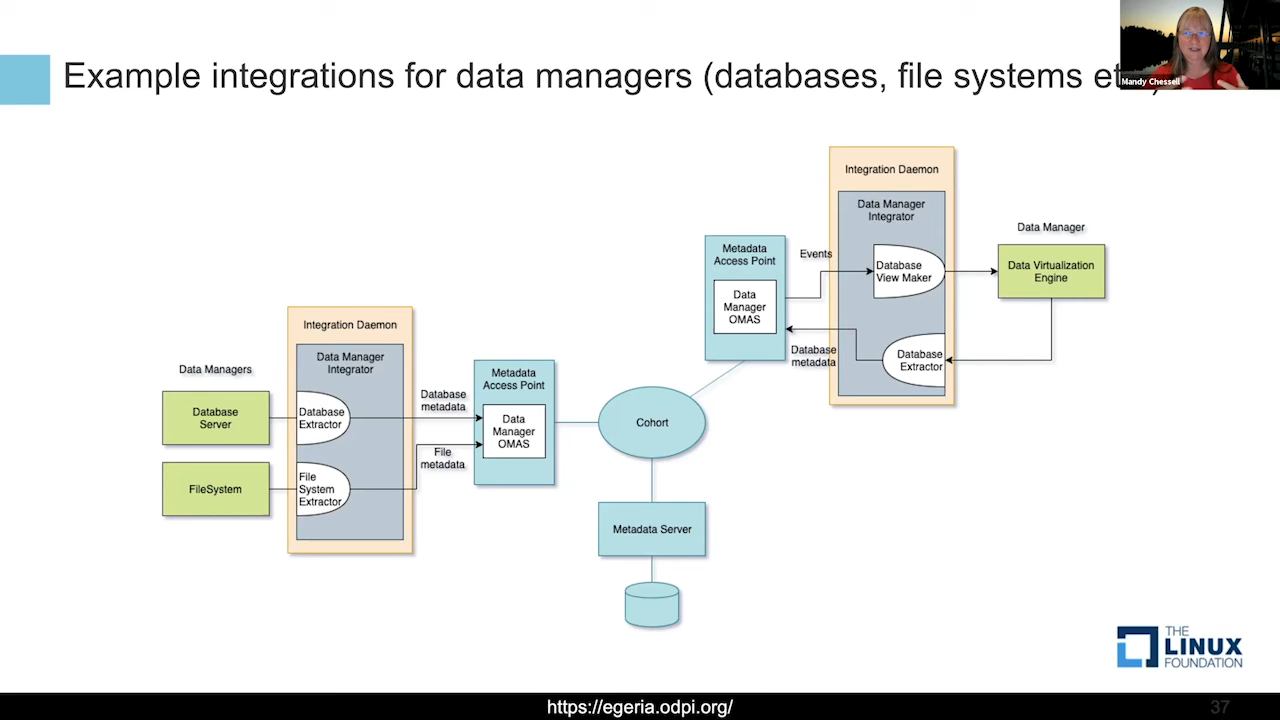 Example integrations for data managers (databases, file systems et
Mandy Chessell
Integration Daemon
Data Manager
Integrator
Data Manager
Metadata
Access Point
Events
Database
View Maker
Data Virtualization
Engine
Data
Manager
OMAS
Database
metadata
Database
Extractor
Integration Daemon
Data Manager
Integrator
Data Managers
Metadata
Access Point
Database
Server
Database
Extractor
Database
metadata
Data
Manager
OMAS
Cohort
File
metadata
FileSystem
File
System
Extractor
Metadata Server
THE
LINUX
FOUNDATION
https://egeria.odpi.org/
37